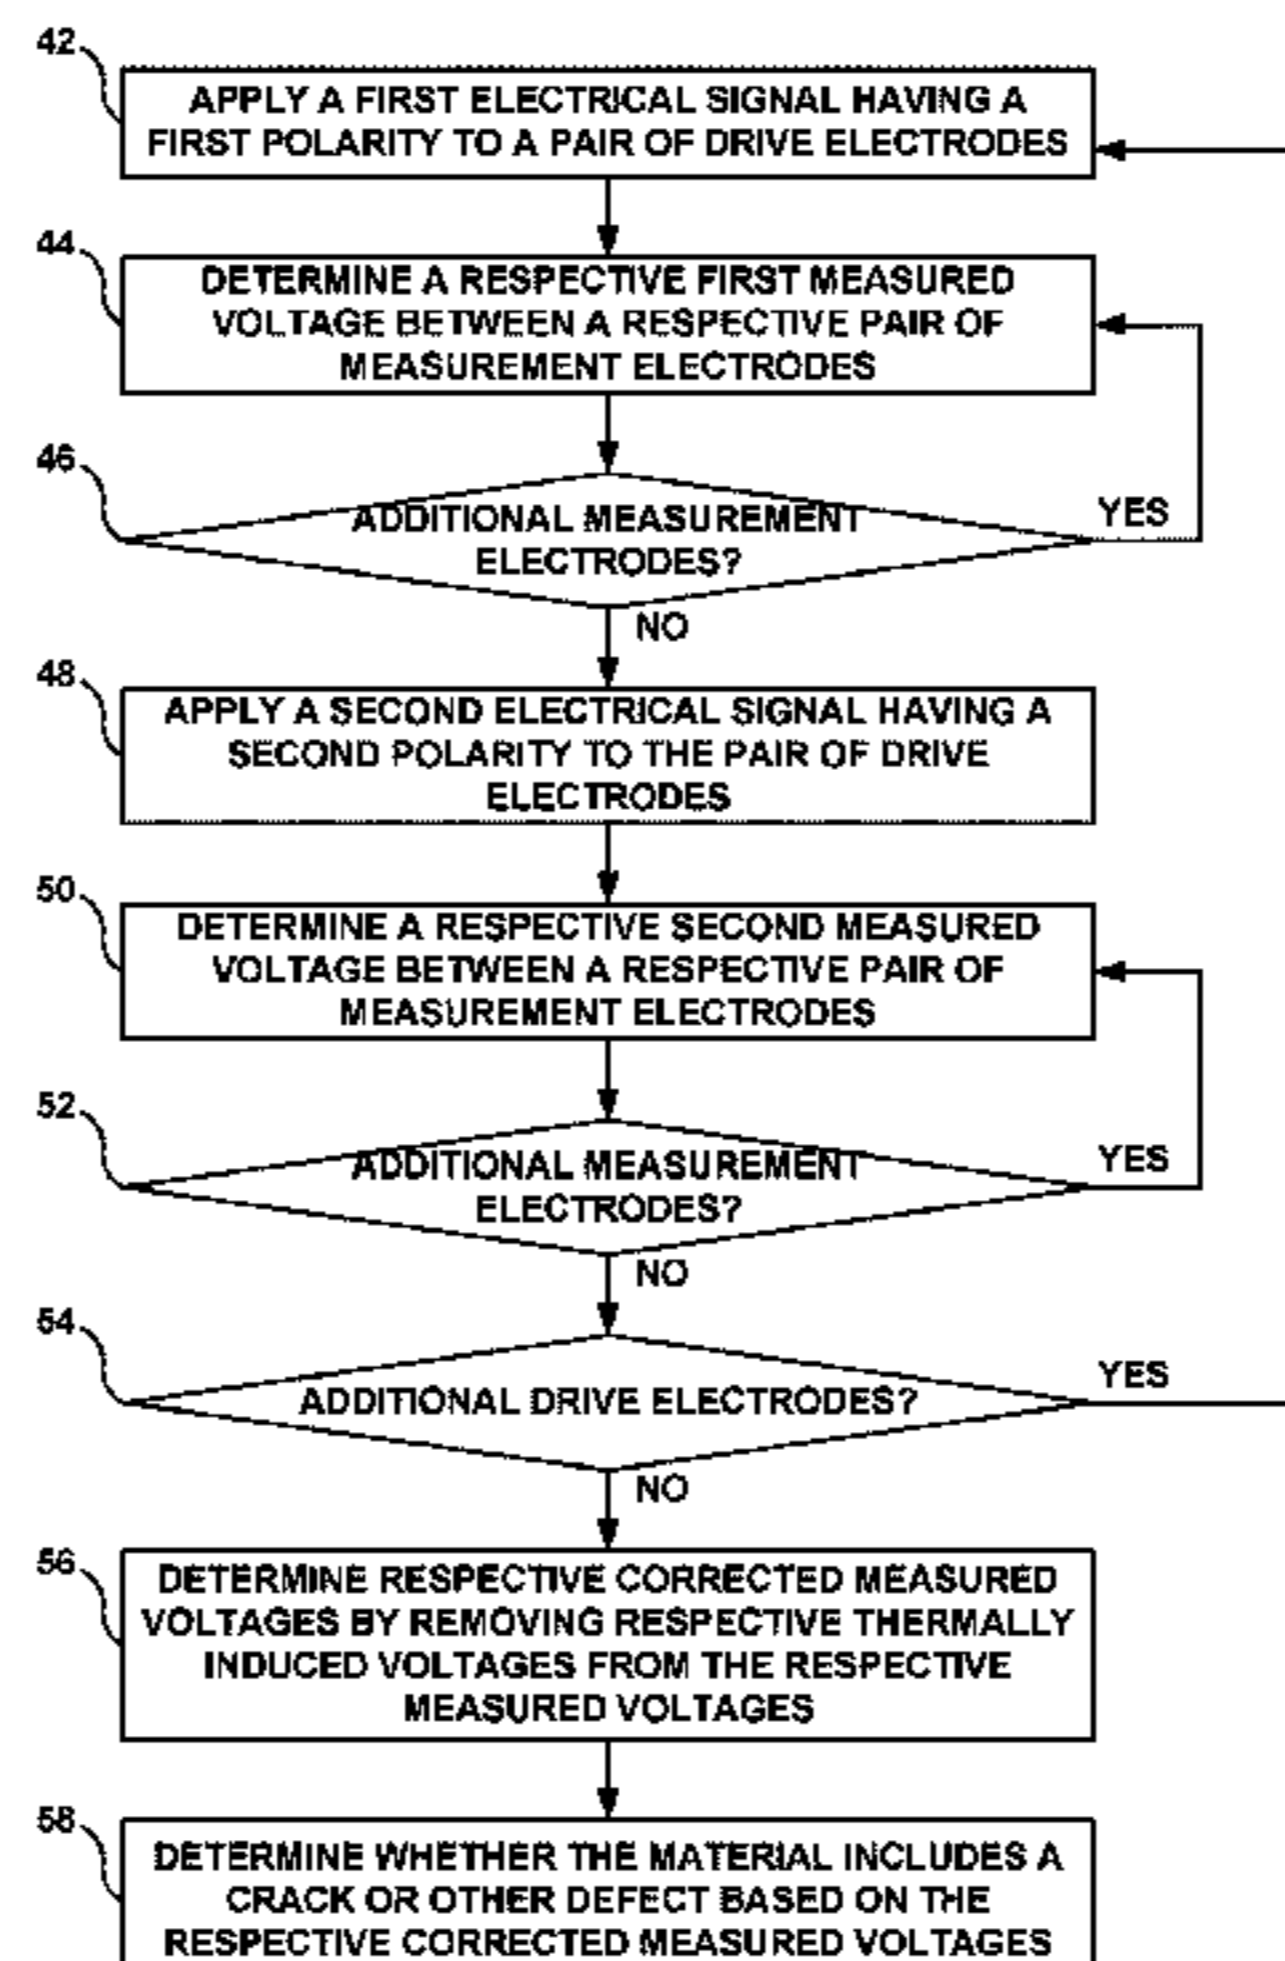 42
APPLY A FIRST ELECTRICAL SIGNAL HAVING A
FIRST POLARITY TO A PAIR OF DRIVE ELECTRODES
44
DETERMINE A RESPECTIVE FIRST MEASURED
VOLTAGE BETWEEN A RESPECTIVE PAIR OF
MEASUREMENT ELECTRODES
46
ADDITIONAL MEASUREMENT
ELECTRODES?
YES
NO
48
APPLY A SECOND ELECTRICAL SIGNAL HAVING A
SECOND POLARITY TO THE PAIR OF DRIVE
ELECTRODES
50
DETERMINE A RESPECTIVE SECOND MEASURED
VOLTAGE BETWEEN A RESPECTIVE PAIR OF
MEASUREMENT ELECTRODES
52
ADDITIONAL MEASUREMENT
ELECTRODES?
YES
NO
54
ADDITIONAL DRIVE ELECTRODES?
YES
NO
56
DETERMINE RESPECTIVE CORRECTED MEASURED
VOLTAGES BY REMOVING RESPECTIVE THERMALLY
INDUCED VOLTAGES FROM THE RESPECTIVE
MEASURED VOLTAGES
58
DETERMINE WHETHER THE MATERIAL INCLUDES A
CRACK OR OTHER DEFECT BASED ON THE
RESPECTIVE CORRECTED MEASURED VOLTAGES